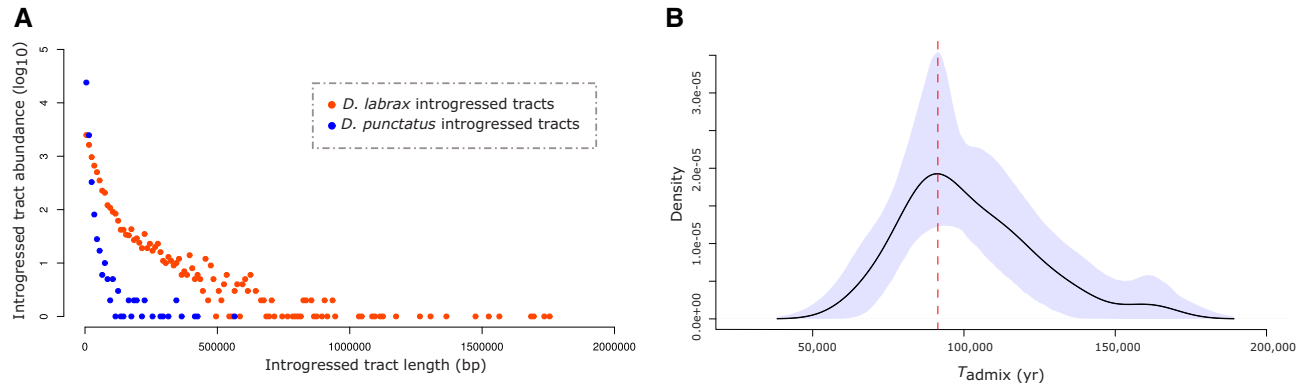 A
Introgressed tract abundance (log10)
5
4
3
2
1
0
D. labrax introgressed tracts
D. punctatus introgressed tracts
0
500000
1000000
1500000
2000000
Introgressed tract length (bp)
B
Density
3.0e-05
2.0e-05
1.0e-05
0.0e+00
50,000
100,000
150,000
200,000
Tadmix (yr)